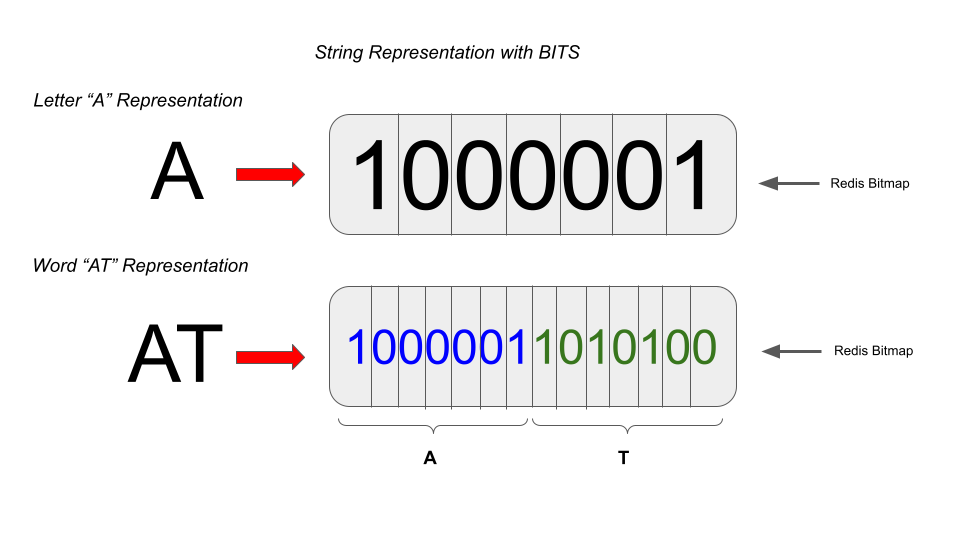 String Representation with BITS
Letter “A” Representation
A
1000001
Redis Bitmap
Word “AT” Representation
AT
10000011010100
Redis Bitmap
A
T